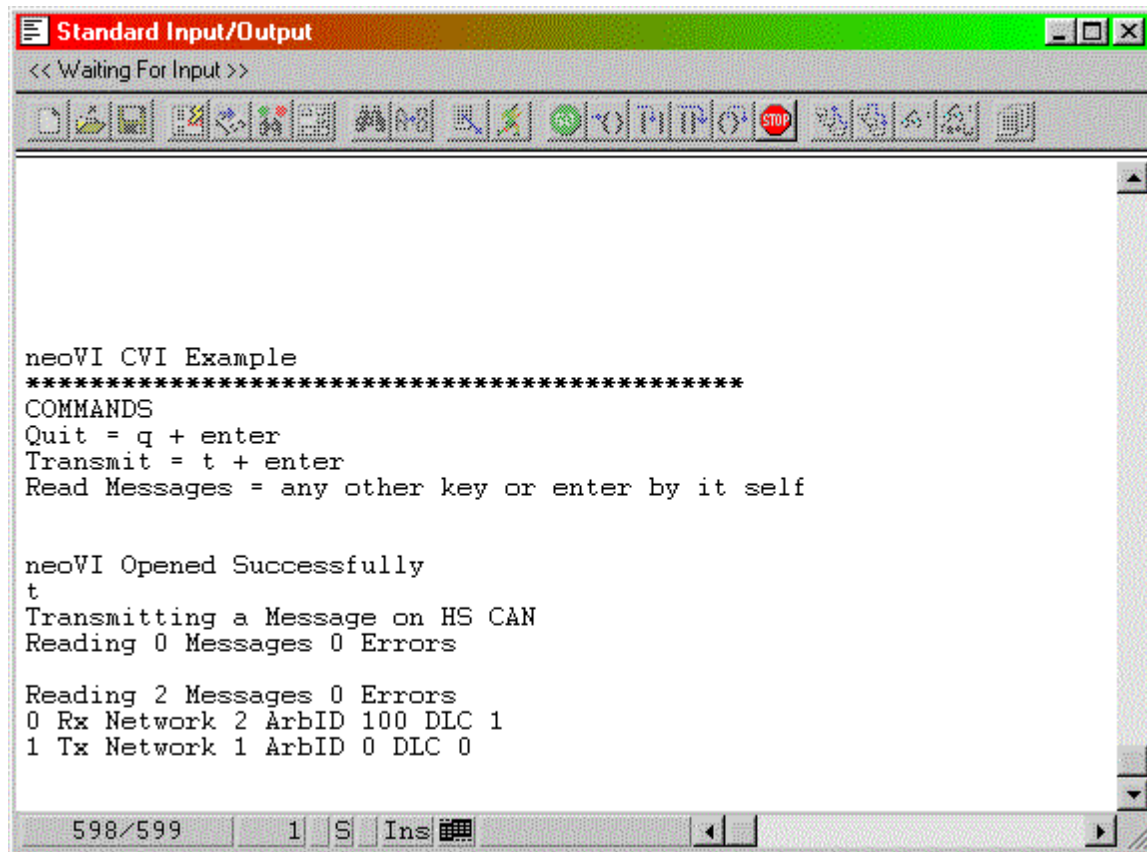 Standard Input/Output
<< Waiting For Input >>
A→B
GO
STOP
neoVI CVI Example
*********************************************
COMMANDS
Quit = q + enter
Transmit = t + enter
Read Messages = any other key or enter by it self
neoVI Opened Successfully
t
Transmitting a Message on HS CAN
Reading 0 Messages 0 Errors
Reading 2 Messages 0 Errors
0 Rx Network 2 ArbID 100 DLC 1
1 Tx Network 1 ArbID 0 DLC 0
598/599 1 S Ins